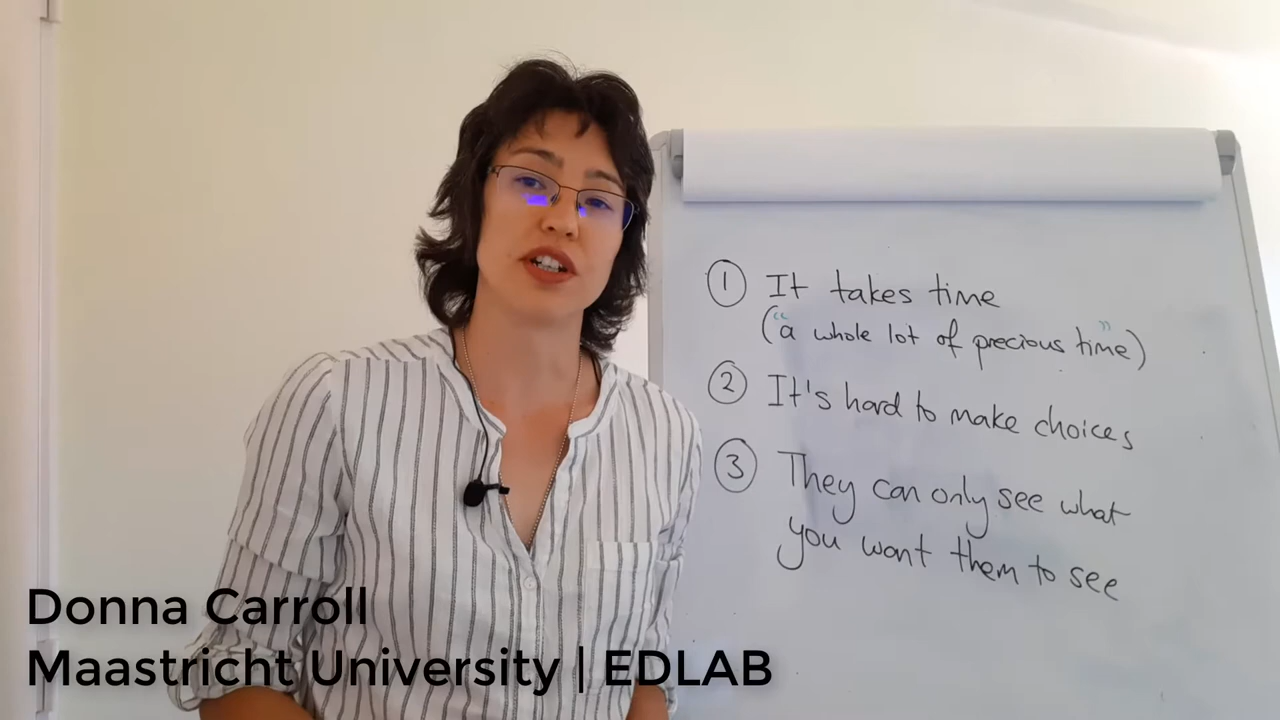 ① It takes time
(“a whole lot of precious time”)
② It's hard to make choices
③ They can only see what
you want them to see
Donna Carroll
Maastricht University | EDLAB